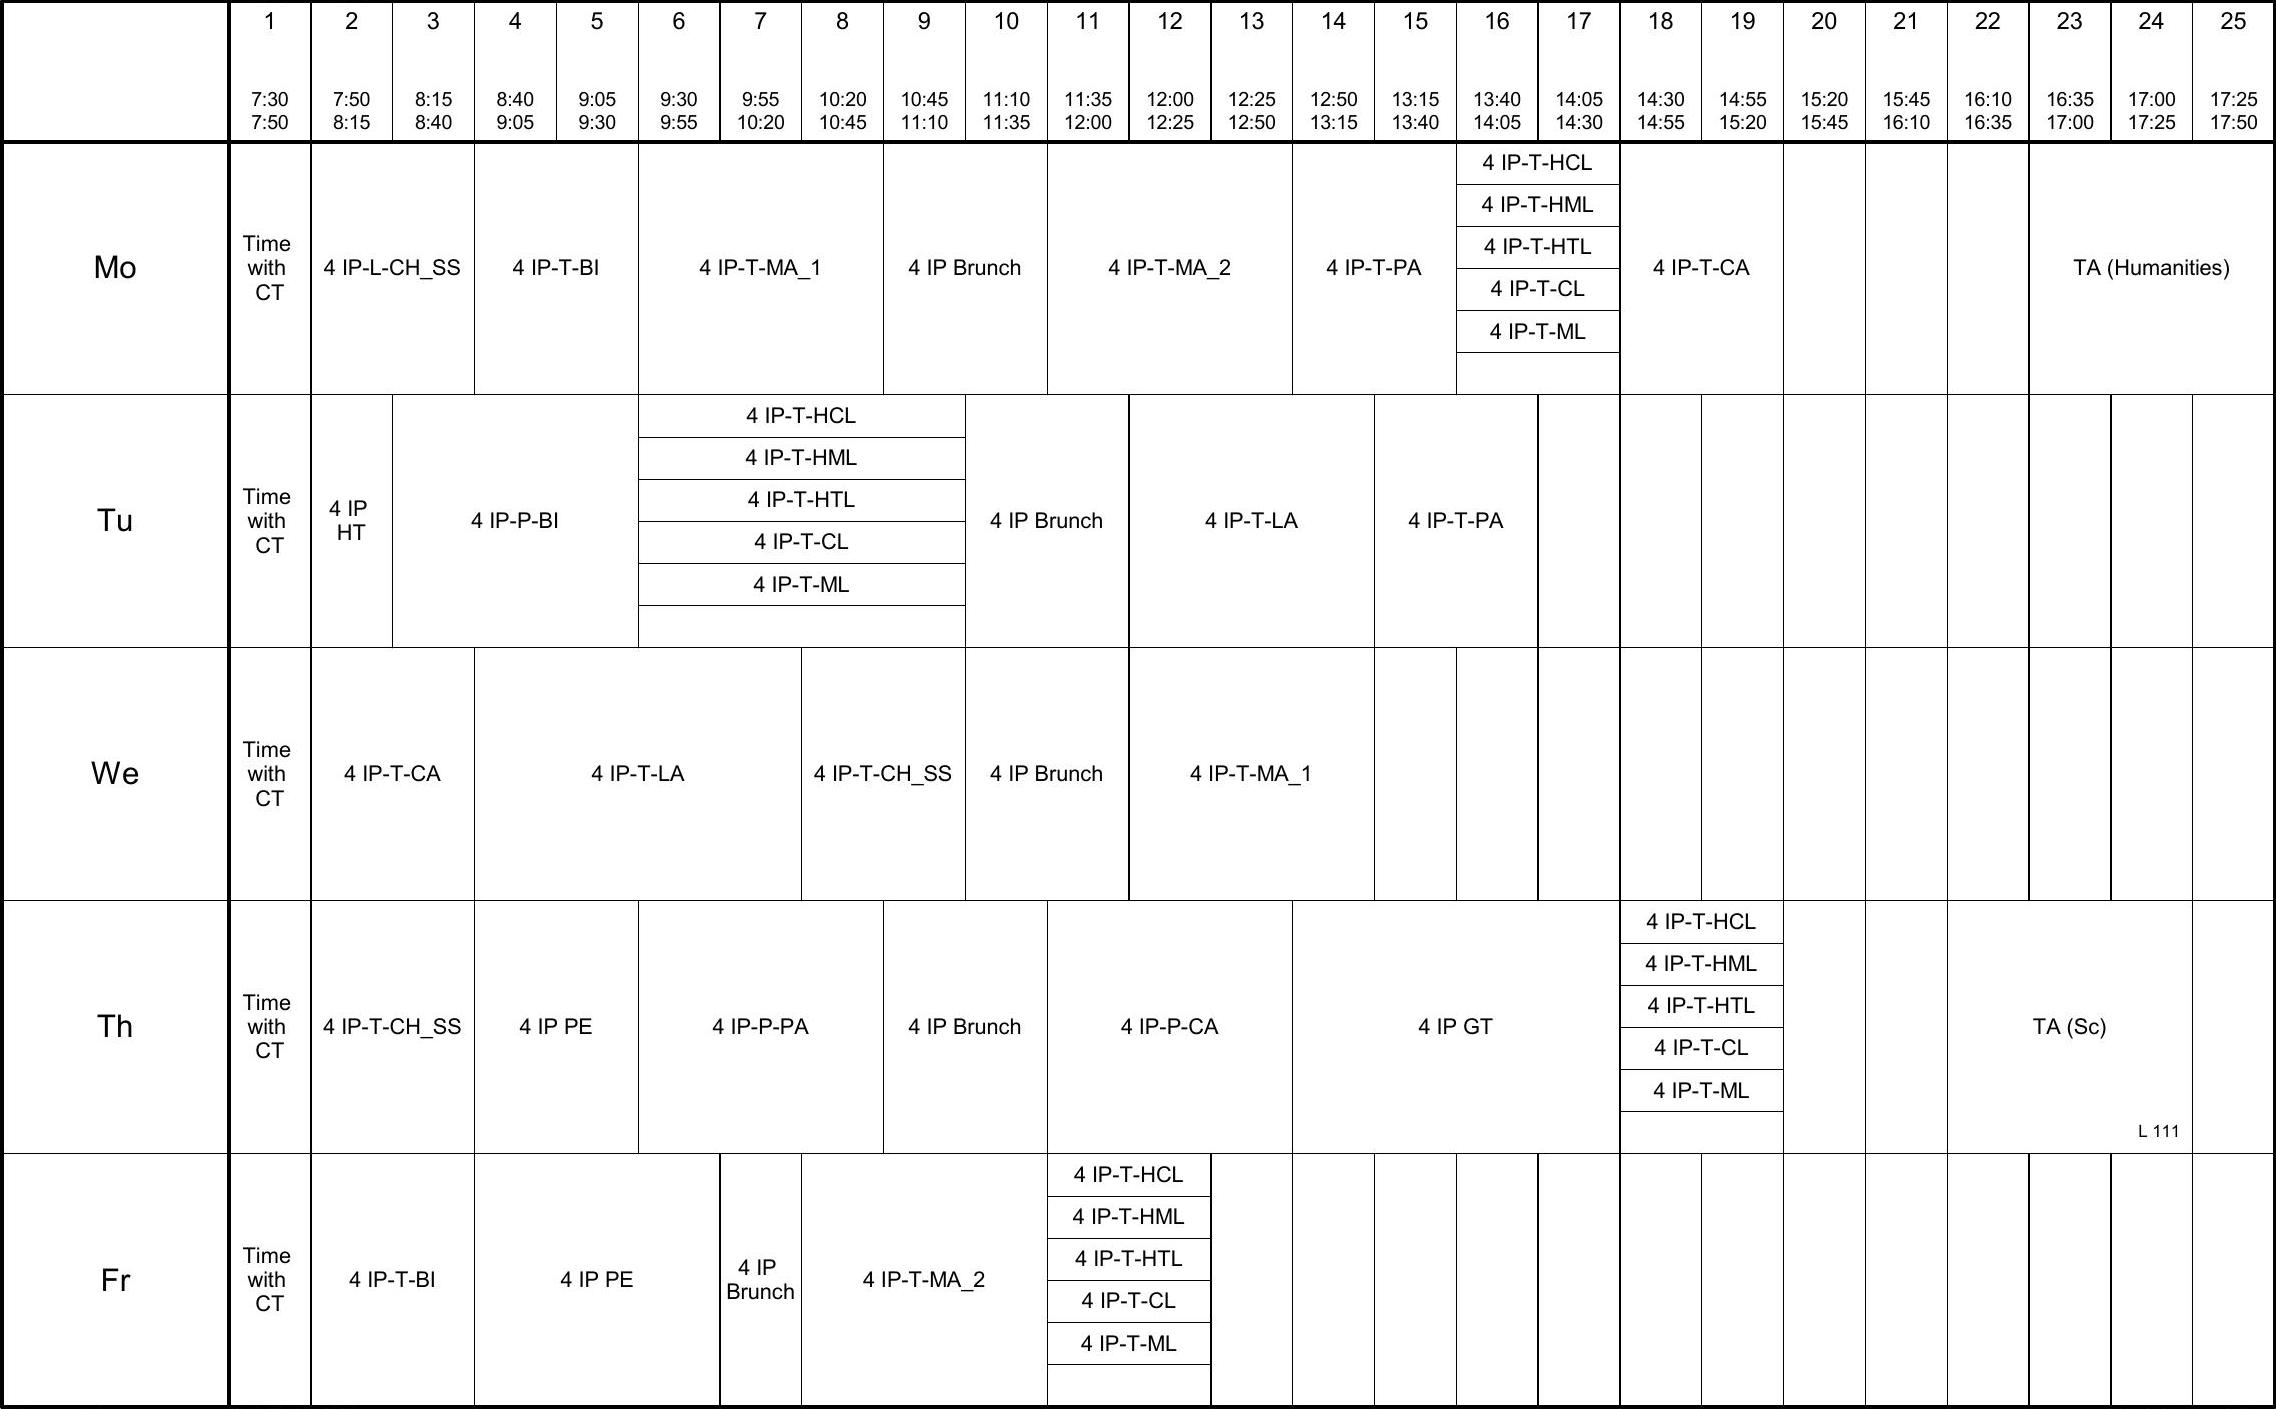 1 2 3 4 5 6 7 8 9 10 11 12 13 14 15 16 17 18 19 20 21 22 23 24 25
7:30 7:50 8:15 8:40 9:05 9:30 9:55 10:20 10:45 11:10 11:35 12:00 12:25 12:50 13:15 13:40 14:05 14:30 14:55 15:20 15:45 16:10 16:35 17:00 17:25
7:50 8:15 8:40 9:05 9:30 9:55 10:20 10:45 11:10 11:35 12:00 12:25 12:50 13:15 13:40 14:05 14:30 14:55 15:20 15:45 16:10 16:35 17:00 17:25 17:50
Mo
Time
with
CT
4 IP-L-CH_SS
4 IP-T-BI
4 IP-T-MA_1
4 IP Brunch
4 IP-T-MA_2
4 IP-T-PA
4 IP-T-HCL
4 IP-T-HML
4 IP-T-HTL
4 IP-T-CL
4 IP-T-ML
4 IP-T-CA
TA (Humanities)
Tu
Time
with
CT
4 IP
HT
4 IP-P-BI
4 IP-T-HCL
4 IP-T-HML
4 IP-T-HTL
4 IP-T-CL
4 IP-T-ML
4 IP Brunch
4 IP-T-LA
4 IP-T-PA
We
Time
with
CT
4 IP-T-CA
4 IP-T-LA
4 IP-T-CH_SS
4 IP Brunch
4 IP-T-MA_1
Th
Time
with
CT
4 IP-T-CH_SS
4 IP PE
4 IP-P-PA
4 IP Brunch
4 IP-P-CA
4 IP GT
4 IP-T-HCL
4 IP-T-HML
4 IP-T-HTL
4 IP-T-CL
4 IP-T-ML
TA (Sc)
L 111
Fr
Time
with
CT
4 IP-T-BI
4 IP PE
4 IP
Brunch
4 IP-T-MA_2
4 IP-T-HCL
4 IP-T-HML
4 IP-T-HTL
4 IP-T-CL
4 IP-T-ML